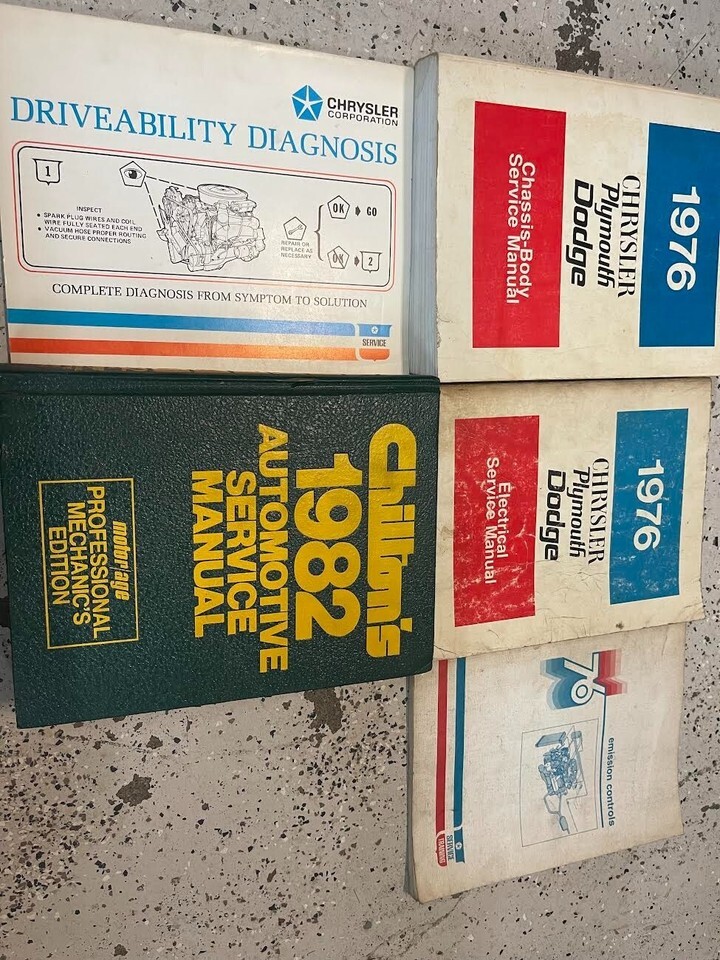 CHRYSLER
CORPORATION
DRIVEABILITY DIAGNOSIS
1
INSPECT
• SPARK PLUG WIRES AND COIL
WIRE FULLY SEATED EACH END
• VACUUM HOSE PROPER ROUTING
AND SECURE CONNECTIONS
REPAIR OR
REPLACE AS
NECESSARY
OK GO
OK 2
COMPLETE DIAGNOSIS FROM SYMPTOM TO SOLUTION
SERVICE
1976
CHRYSLER
Plymouth
Dodge
Chassis-Body
Service Manual
Chilton's
1982
AUTOMOTIVE
SERVICE
MANUAL
motor/age
PROFESSIONAL
MECHANIC'S
EDITION
1976
CHRYSLER
Plymouth
Dodge
Electrical
Service Manual
emission controls
SERVICE
TRAINING